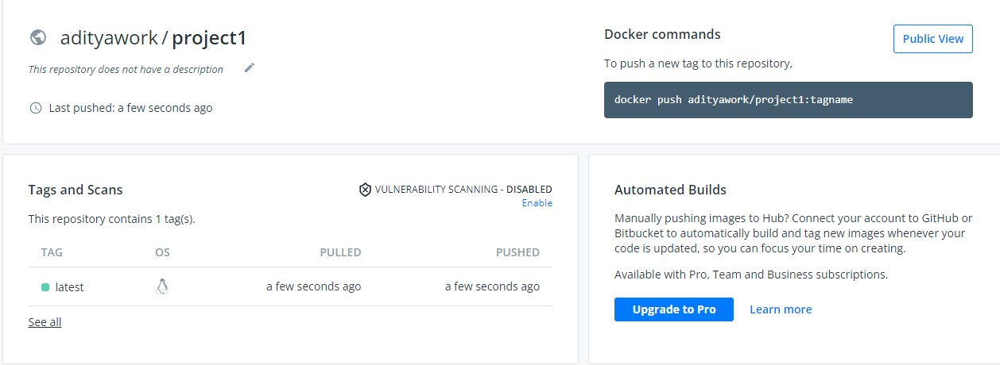 adityawork / project1
This repository does not have a description
Last pushed: a few seconds ago
Docker commands
Public View
To push a new tag to this repository,
docker push adityawork/project1:tagname
Tags and Scans
VULNERABILITY SCANNING - DISABLED
Enable
This repository contains 1 tag(s).
TAG OS PULLED PUSHED
latest a few seconds ago a few seconds ago
See all
Automated Builds
Manually pushing images to Hub? Connect your account to GitHub or
Bitbucket to automatically build and tag new images whenever your
code is updated, so you can focus your time on creating.
Available with Pro, Team and Business subscriptions.
Upgrade to Pro Learn more